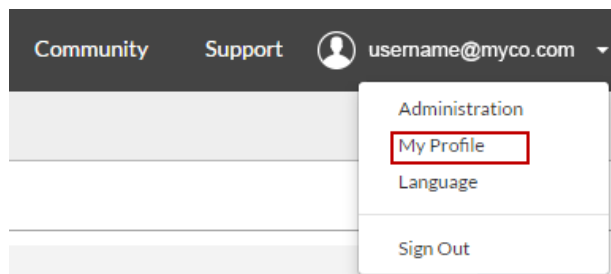 Community Support username@myco.com
Administration
My Profile
Language
Sign Out